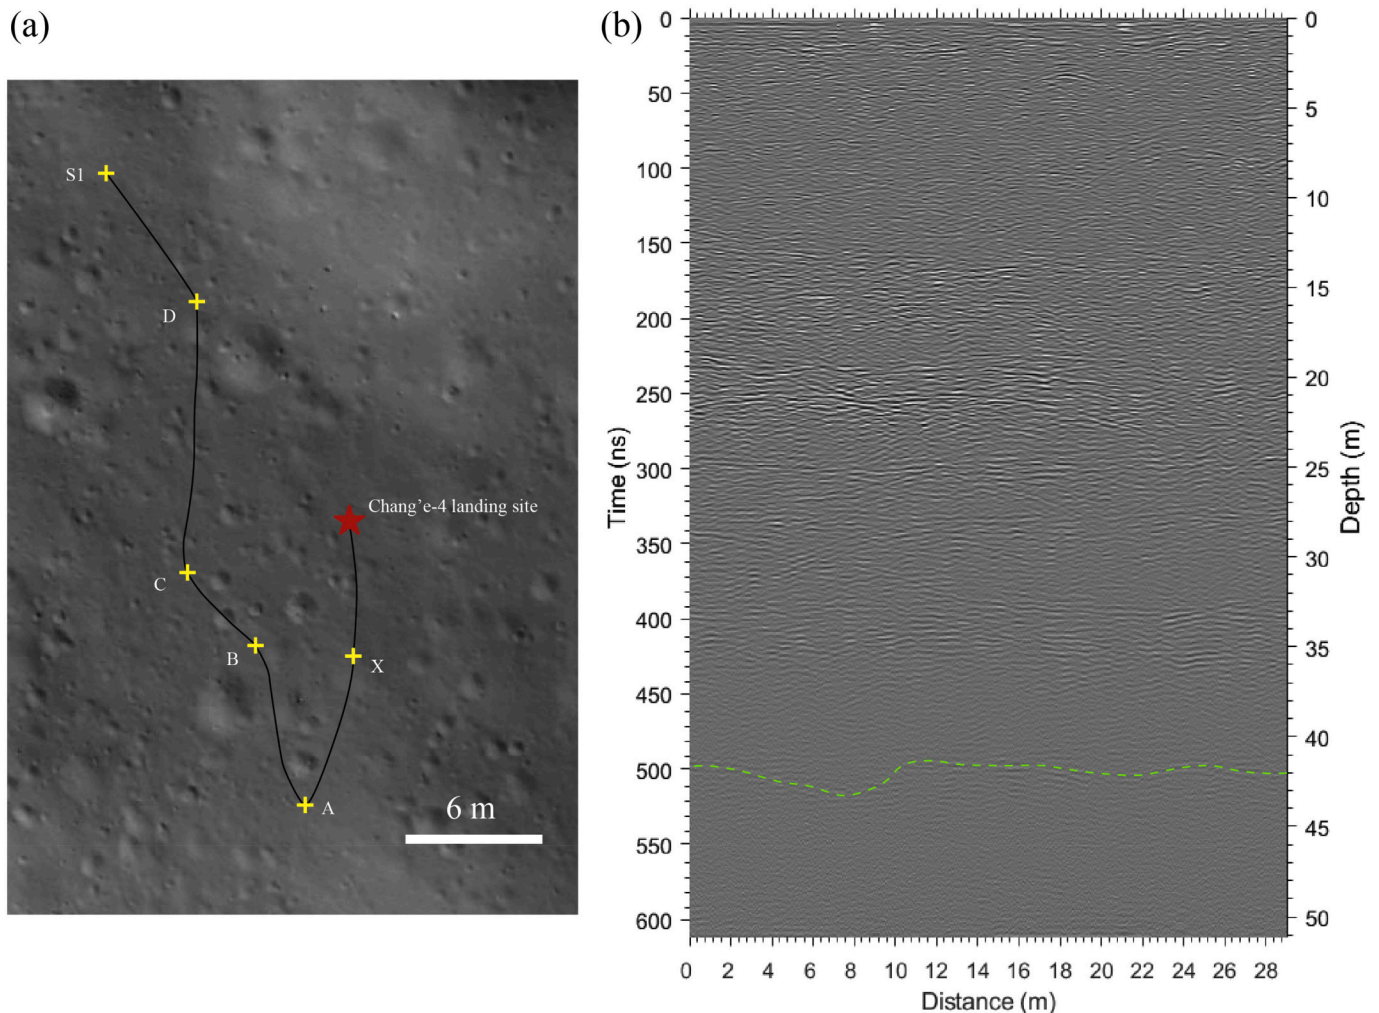 (a)
S1
D
Chang’e-4 landing site
C
B
X
A
6 m
(b)
0
50
100
150
200
250
300
350
400
450
500
550
600
Time (ns)
0
5
10
15
20
25
30
35
40
45
50
Depth (m)
0 2 4 6 8 10 12 14 16 18 20 22 24 26 28
Distance (m)